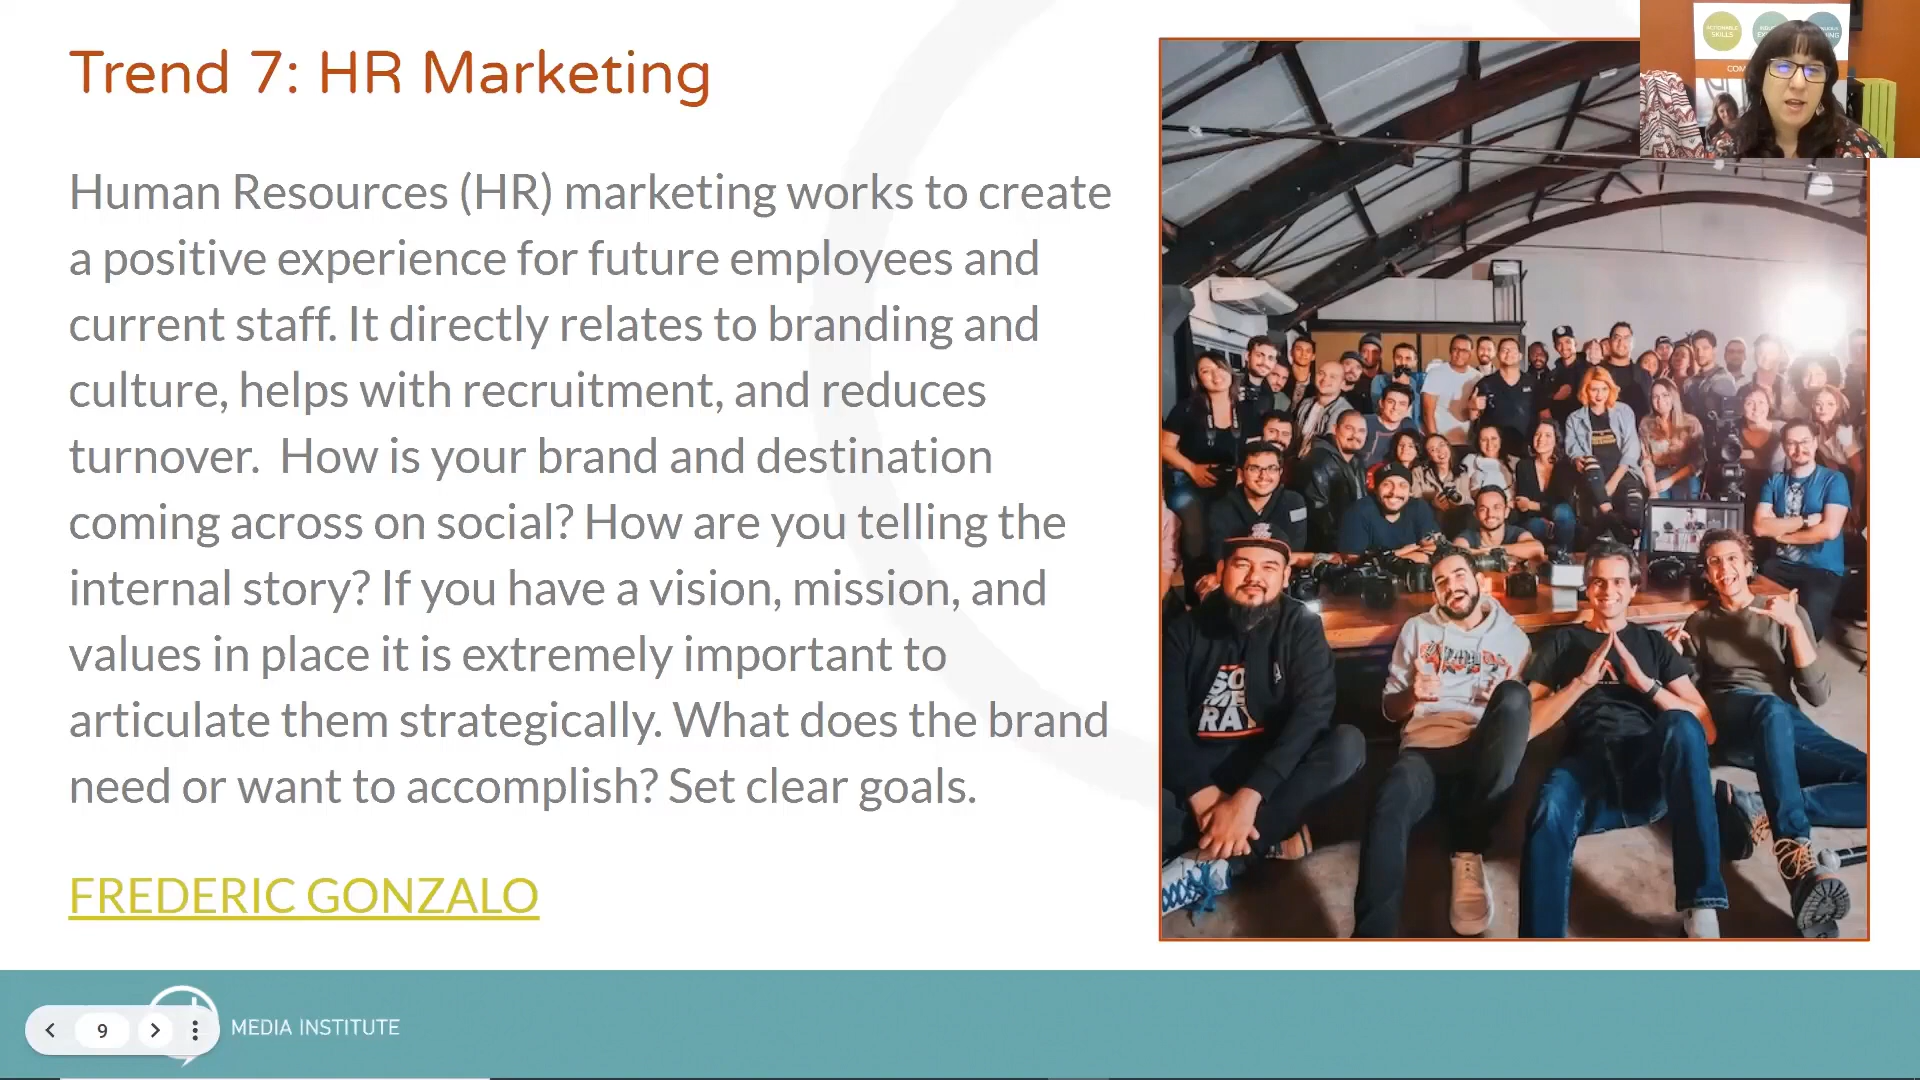 Trend 7: HR Marketing
Human Resources (HR) marketing works to create
a positive experience for future employees and
current staff. It directly relates to branding and
culture, helps with recruitment, and reduces
turnover.  How is your brand and destination
coming across on social? How are you telling the
internal story? If you have a vision, mission, and
values in place it is extremely important to
articulate them strategically. What does the brand
need or want to accomplish? Set clear goals.
FREDERIC GONZALO
9
MEDIA INSTITUTE
SKILLS